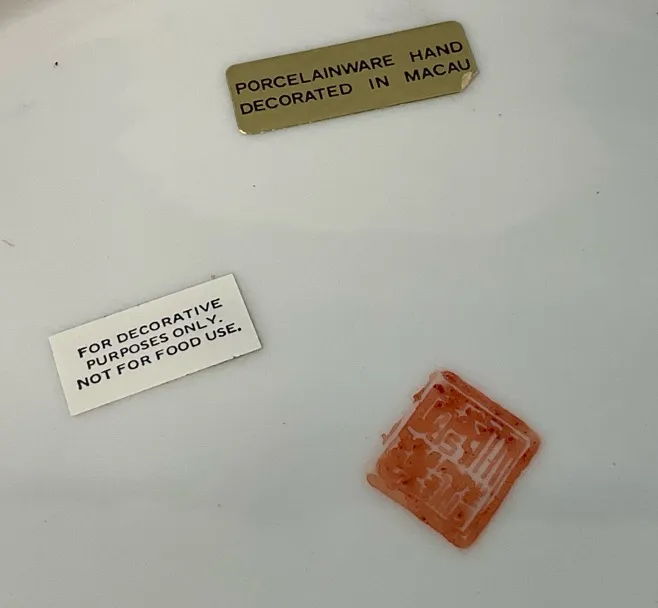 PORCELAINWARE HAND
DECORATED IN MACAU
FOR DECORATIVE
PURPOSES ONLY.
NOT FOR FOOD USE.